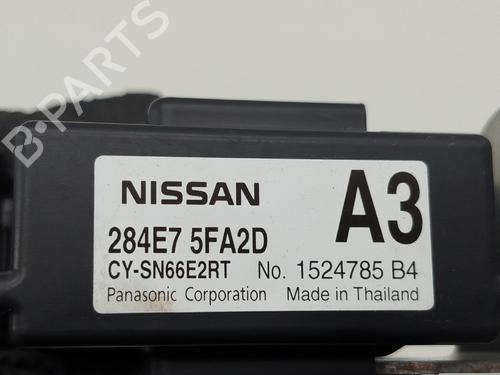 B-PARTS
NISSAN A3
284E7 5FA2D
CY-SN66E2RT No. 1524785 B4
Panasonic Corporation Made in Thailand